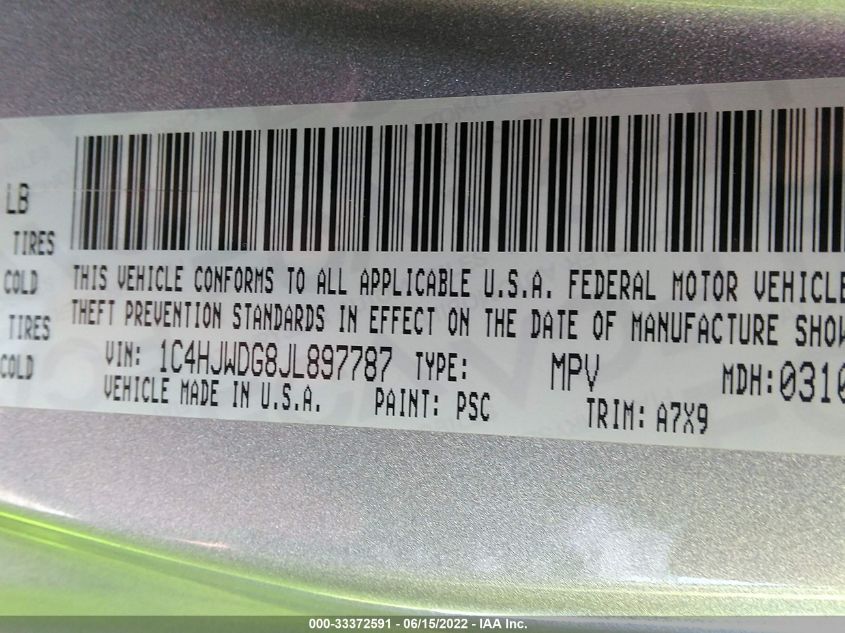 LB
TIRES
COLD
THIS VEHICLE CONFORMS TO ALL APPLICABLE U.S.A. FEDERAL MOTOR VEHICLE
TIRES
THEFT PREVENTION STANDARDS IN EFFECT ON THE DATE OF MANUFACTURE SHOW
COLD
VIN: 1C4HJWDG8JL897787 TYPE: MPV MDH:0310
VEHICLE MADE IN U.S.A. PAINT: PSC TRIM: A7X9
000-33372591 - 06/15/2022 - IAA Inc.